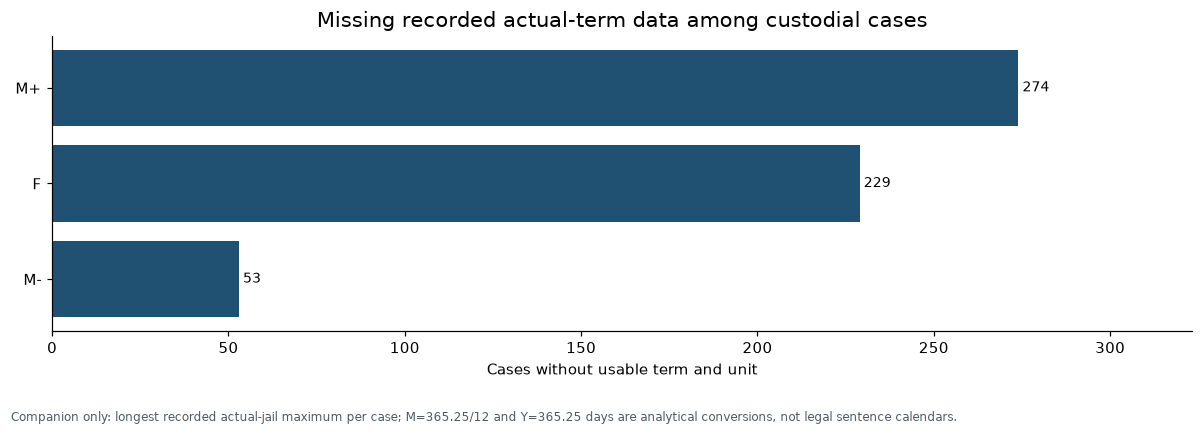 Missing recorded actual-term data among custodial cases
M+
274
F
229
M-
53
0 50 100 150 200 250 300
Cases without usable term and unit
Companion only: longest recorded actual-jail maximum per case; M=365.25/12 and Y=365.25 days are analytical conversions, not legal sentence calendars.